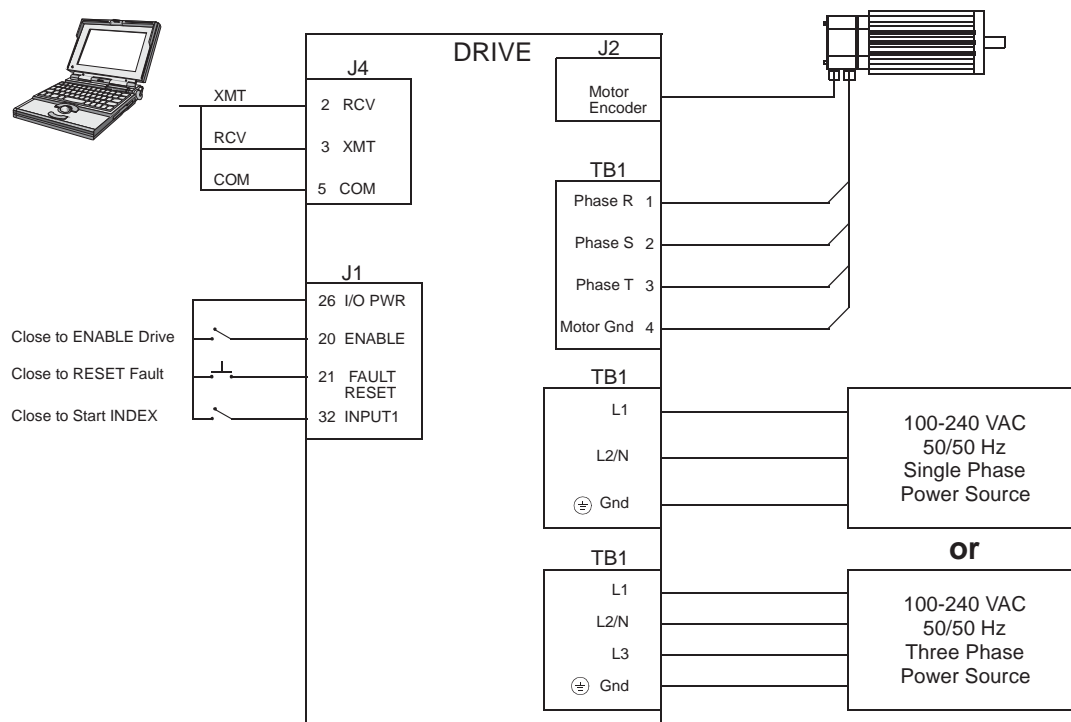 DRIVE
J4
XMT
2 RCV
RCV
3 XMT
COM
5 COM
J1
26 I/O PWR
Close to ENABLE Drive
20 ENABLE
Close to RESET Fault
21 FAULT
RESET
Close to Start INDEX
32 INPUT1
J2
Motor
Encoder
TB1
Phase R 1
Phase S 2
Phase T 3
Motor Gnd 4
TB1
L1
L2/N
Gnd
100-240 VAC
50/50 Hz
Single Phase
Power Source
or
TB1
L1
L2/N
L3
Gnd
100-240 VAC
50/50 Hz
Three Phase
Power Source